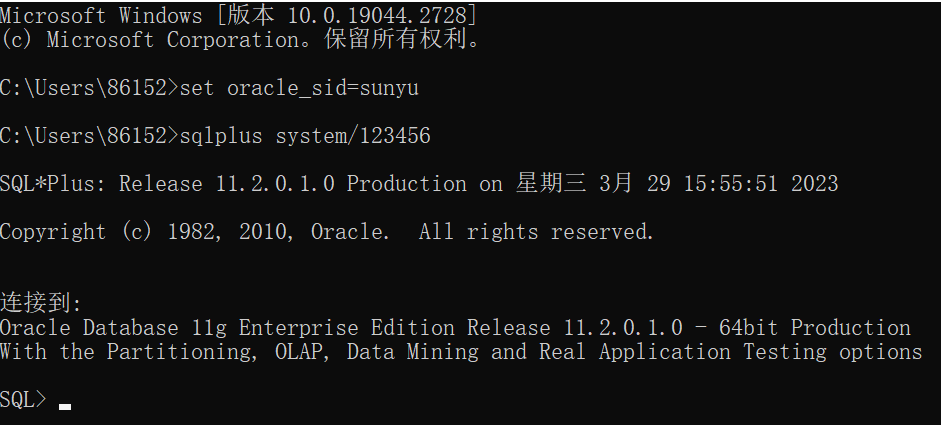 Microsoft Windows [版本 10.0.19044.2728]
(c) Microsoft Corporation。保留所有权利。
C:\Users\86152>set oracle_sid=sunyu
C:\Users\86152>sqlplus system/123456
SQL*Plus: Release 11.2.0.1.0 Production on 星期三 3月 29 15:55:51 2023
Copyright (c) 1982, 2010, Oracle.  All rights reserved.
连接到:
Oracle Database 11g Enterprise Edition Release 11.2.0.1.0 - 64bit Production
With the Partitioning, OLAP, Data Mining and Real Application Testing options
SQL>